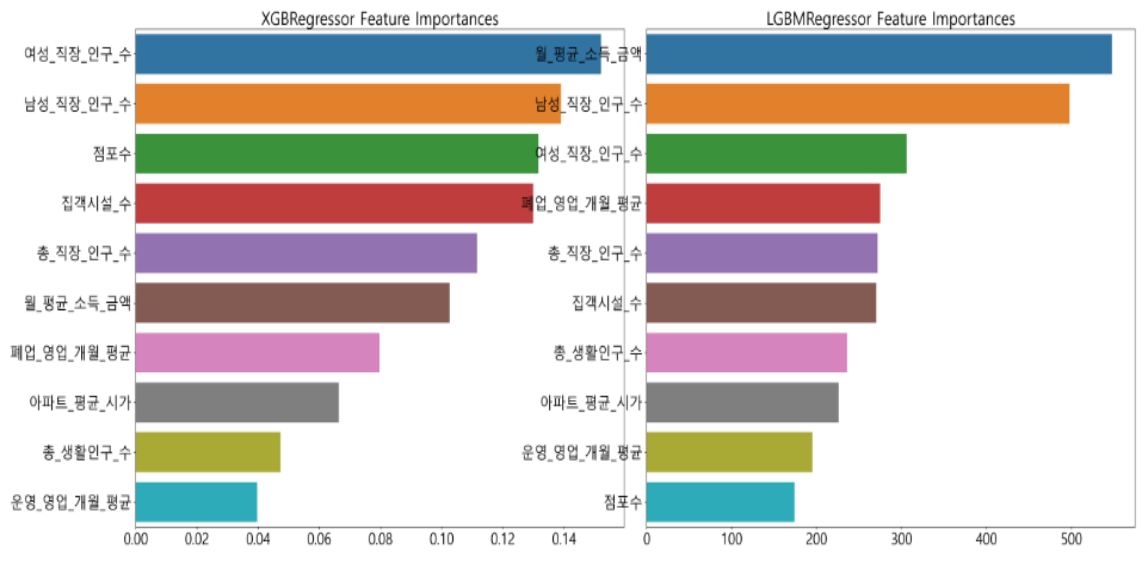 XGBRegressor Feature Importances
여성_직장_인구_수
남성_직장_인구_수
점포수
집객시설_수
총_직장_인구_수
월_평균_소득_금액
폐업_영업_개월_평균
아파트_평균_시가
총_생활인구_수
운영_영업_개월_평균
0.00 0.02 0.04 0.06 0.08 0.10 0.12 0.14
LGBMRegressor Feature Importances
월_평균_소득_금액
남성_직장_인구_수
여성_직장_인구_수
폐업_영업_개월_평균
총_직장_인구_수
집객시설_수
총_생활인구_수
아파트_평균_시가
운영_영업_개월_평균
점포수
0 100 200 300 400 500